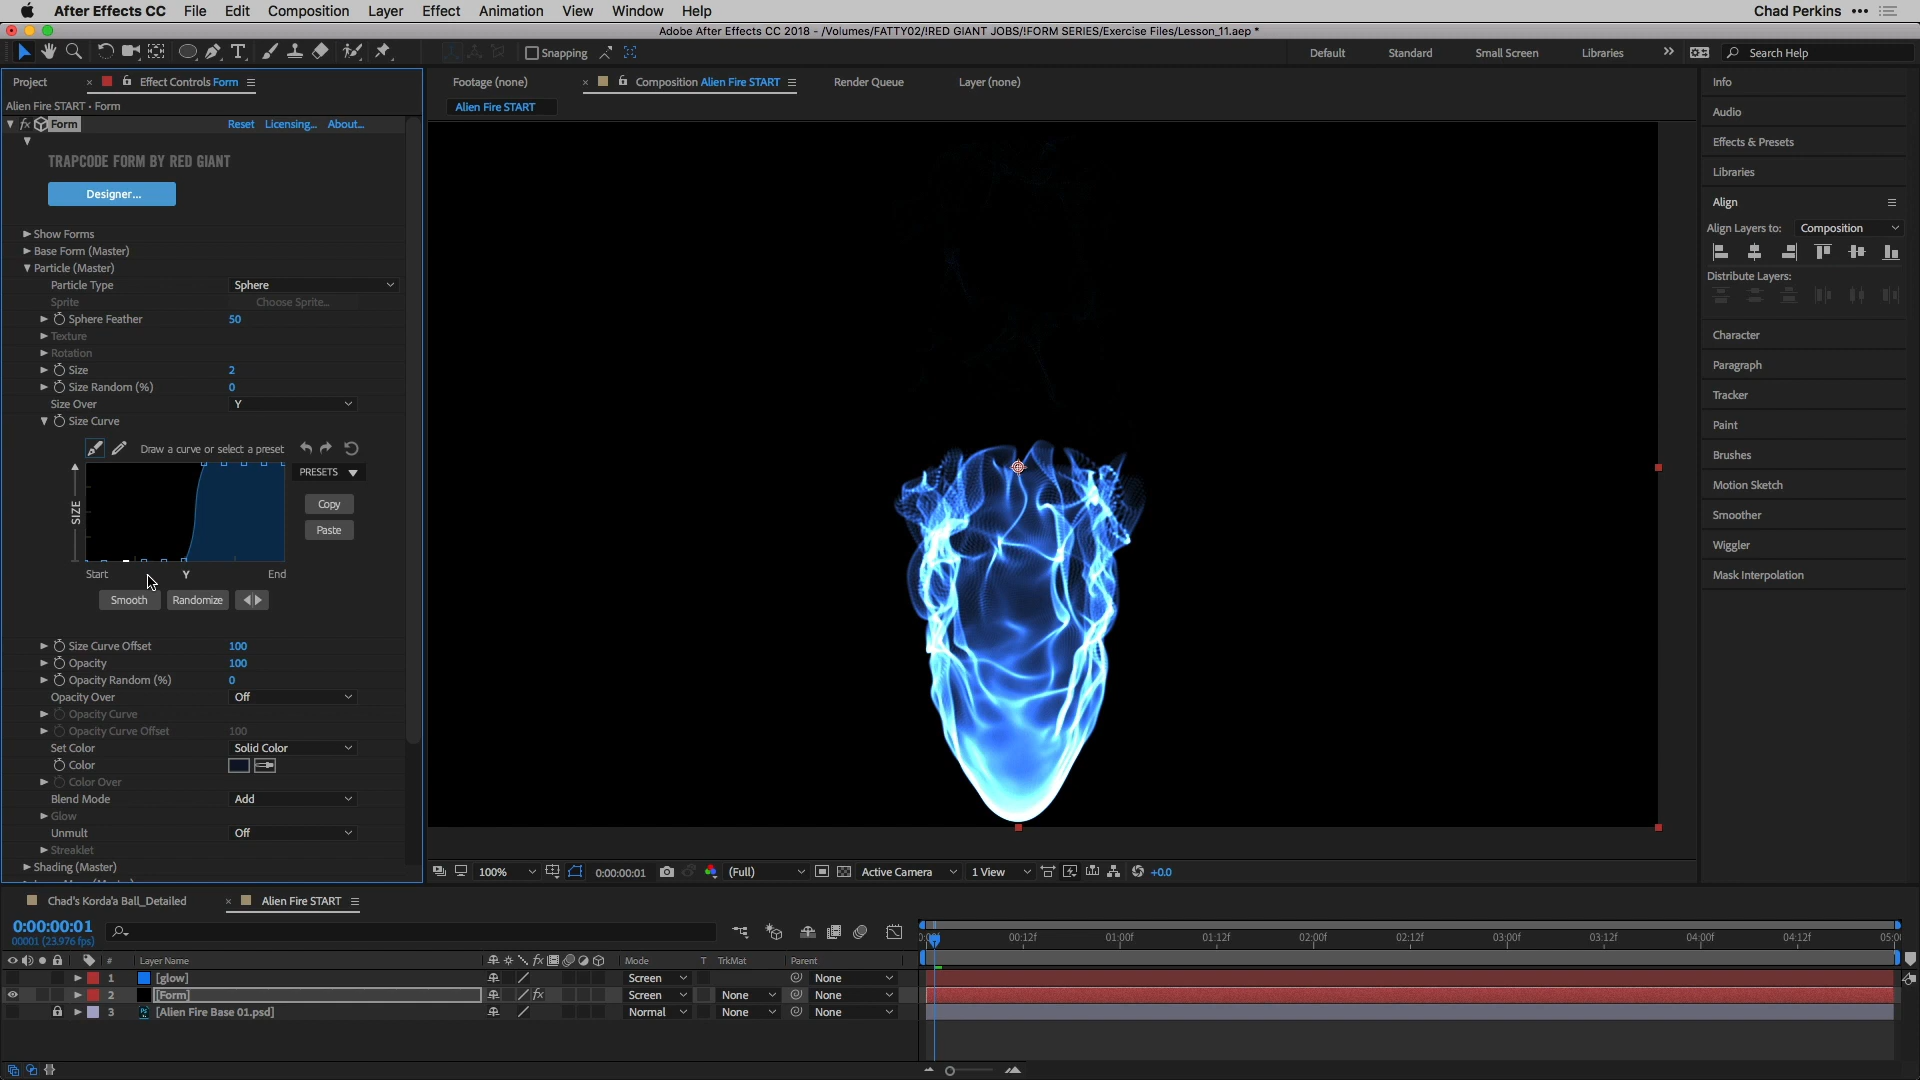 After Effects CC File Edit Composition Layer Effect Animation View Window Help Chad Perkins
Adobe After Effects CC 2018 - /Volumes/FATTY02/!RED GIANT JOBS/!FORM SERIES/Exercise Files/Lesson_11.aep *
Snapping Default Standard Small Screen Libraries Search Help
Project Effect Controls Form Footage (none) Composition Alien Fire START Render Queue Layer (none) Info
Alien Fire START • Form Alien Fire START
Audio
fx Form Reset Licensing... About...
Effects & Presets
TRAPCODE FORM BY RED GIANT
Libraries
Designer...
Align
Align Layers to: Composition
Show Forms
Base Form (Master)
Particle (Master)
Distribute Layers:
Particle Type Sphere
Sprite Choose Sprite...
Sphere Feather 50
Texture
Character
Rotation
Paragraph
Size 2
Size Random (%) 0
Tracker
Size Over Y
Size Curve
Paint
Draw a curve or select a preset
Brushes
PRESETS
Motion Sketch
Copy
SIZE
Smoother
Paste
Wiggler
Start Y End
Mask Interpolation
Smooth Randomize
Size Curve Offset 100
Opacity 100
Opacity Random (%) 0
Opacity Over Off
Opacity Curve
Opacity Curve Offset 100
Set Color Solid Color
Color
Color Over
Blend Mode Add
Glow
Unmult Off
Streaklet
Shading (Master)
100% 0:00:00:01 (Full) Active Camera 1 View +0.0
Chad's Korda'a Ball_Detailed Alien Fire START
0:00:00:01
00001 (23.976 fps) 00:12f 01:00f 01:12f 02:00f 02:12f 03:00f 03:12f 04:00f 04:12f
# Layer Name fx Mode T TrkMat Parent
1 [glow] Screen None
2 [Form] fx Screen None None
3 [Alien Fire Base 01.psd] Normal None None